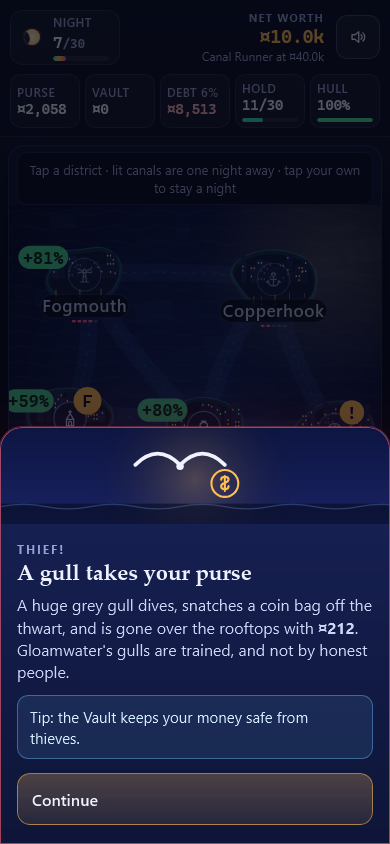 NIGHT
7/30
NET WORTH
¤10.0k
Canal Runner at ¤40.0k
PURSE
¤2,058
VAULT
¤0
DEBT 6%
¤8,513
HOLD
11/30
HULL
100%
Tap a district · lit canals are one night away · tap your own
to stay a night
+81%
Fogmouth
Copperhook
+59%
F
+80%
!
THIEF!
A gull takes your purse
A huge grey gull dives, snatches a coin bag off the
thwart, and is gone over the rooftops with ¤212.
Gloamwater's gulls are trained, and not by honest
people.
Tip: the Vault keeps your money safe from
thieves.
Continue